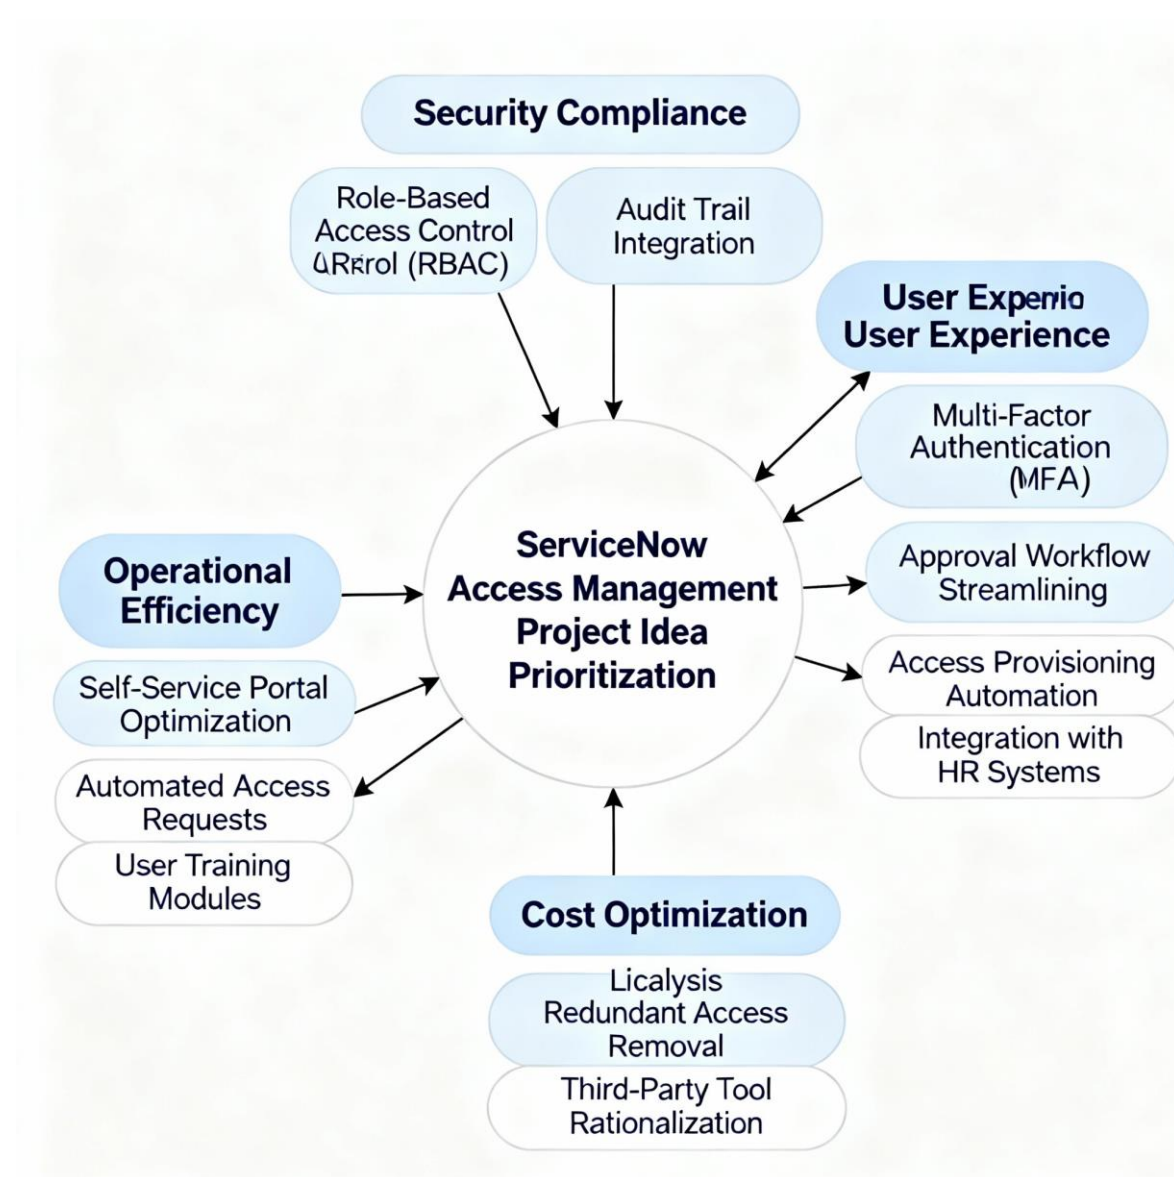 Security Compliance
Role-Based
Access Control
(RBAC)
Audit Trail
Integration
User
User Experience
Multi-Factor
Authentication
(MFA)
Approval Workflow
Streamlining
Access Provisioning
Automation
Integration with
HR Systems
ServiceNow
Access Management
Project Idea
Prioritization
Operational
Efficiency
Self-Service Portal
Optimization
Automated Access
Requests
User Training
Modules
Cost Optimization
Licalysis
Redundant Access
Removal
Third-Party Tool
Rationalization